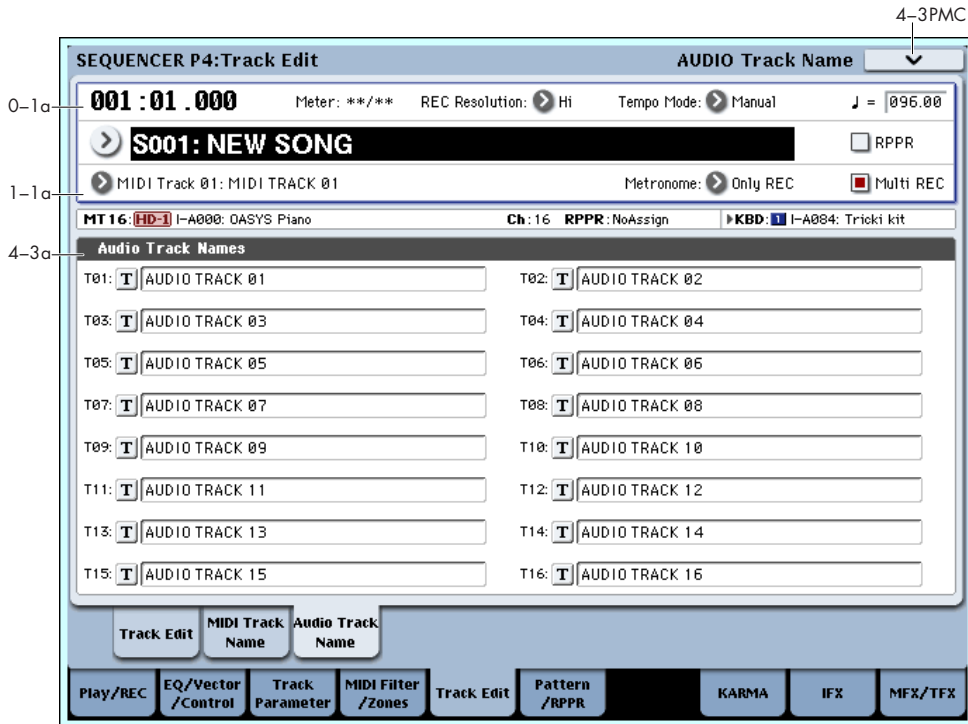 4–3PMC
SEQUENCER P4:Track Edit AUDIO Track Name
0–1a
001:01.000 Meter: **/** REC Resolution: Hi Tempo Mode: Manual ♩ = 096.00
S001: NEW SONG RPPR
1–1a
MIDI Track 01: MIDI TRACK 01 Metronome: Only REC Multi REC
MT16: HD-1 I-A000: OASYS Piano Ch:16 RPPR:NoAssign ▶KBD: 1 I-A084: Tricki kit
4–3a
Audio Track Names
T01: T AUDIO TRACK 01 T02: T AUDIO TRACK 02
T03: T AUDIO TRACK 03 T04: T AUDIO TRACK 04
T05: T AUDIO TRACK 05 T06: T AUDIO TRACK 06
T07: T AUDIO TRACK 07 T08: T AUDIO TRACK 08
T09: T AUDIO TRACK 09 T10: T AUDIO TRACK 10
T11: T AUDIO TRACK 11 T12: T AUDIO TRACK 12
T13: T AUDIO TRACK 13 T14: T AUDIO TRACK 14
T15: T AUDIO TRACK 15 T16: T AUDIO TRACK 16
Track Edit
MIDI Track
Name
Audio Track
Name
Play/REC
EQ/Vector
/Control
Track
Parameter
MIDI Filter
/Zones
Track Edit
Pattern
/RPPR
KARMA
IFX
MFX/TFX